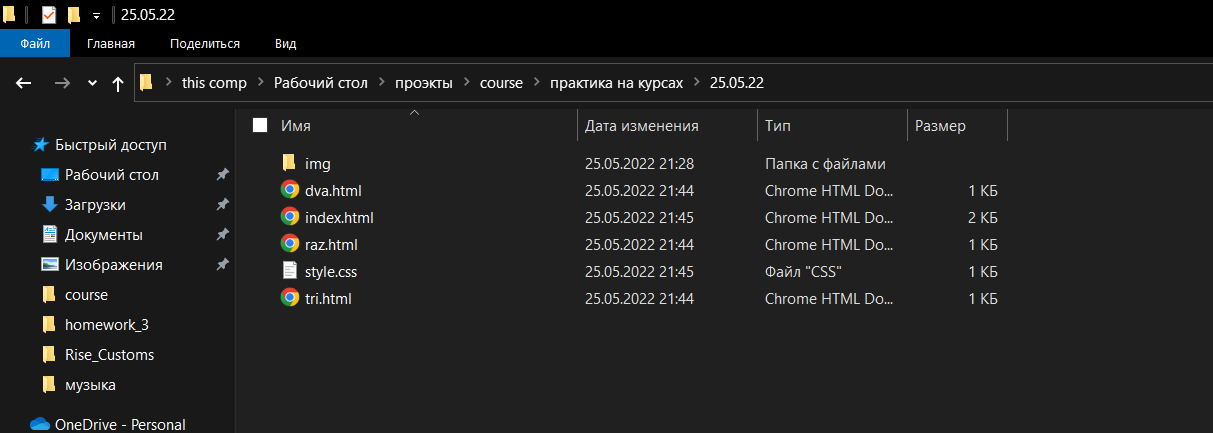 25.05.22
Файл Главная Поделиться Вид
this comp Рабочий стол проэкты course практика на курсах 25.05.22
Быстрый доступ
Рабочий стол
Загрузки
Документы
Изображения
course
homework_3
Rise_Customs
музыка
OneDrive - Personal
Имя Дата изменения Тип Размер
img 25.05.2022 21:28 Папка с файлами
dva.html 25.05.2022 21:44 Chrome HTML Do... 1 КБ
index.html 25.05.2022 21:45 Chrome HTML Do... 2 КБ
raz.html 25.05.2022 21:44 Chrome HTML Do... 1 КБ
style.css 25.05.2022 21:45 Файл "CSS" 1 КБ
tri.html 25.05.2022 21:44 Chrome HTML Do... 1 КБ